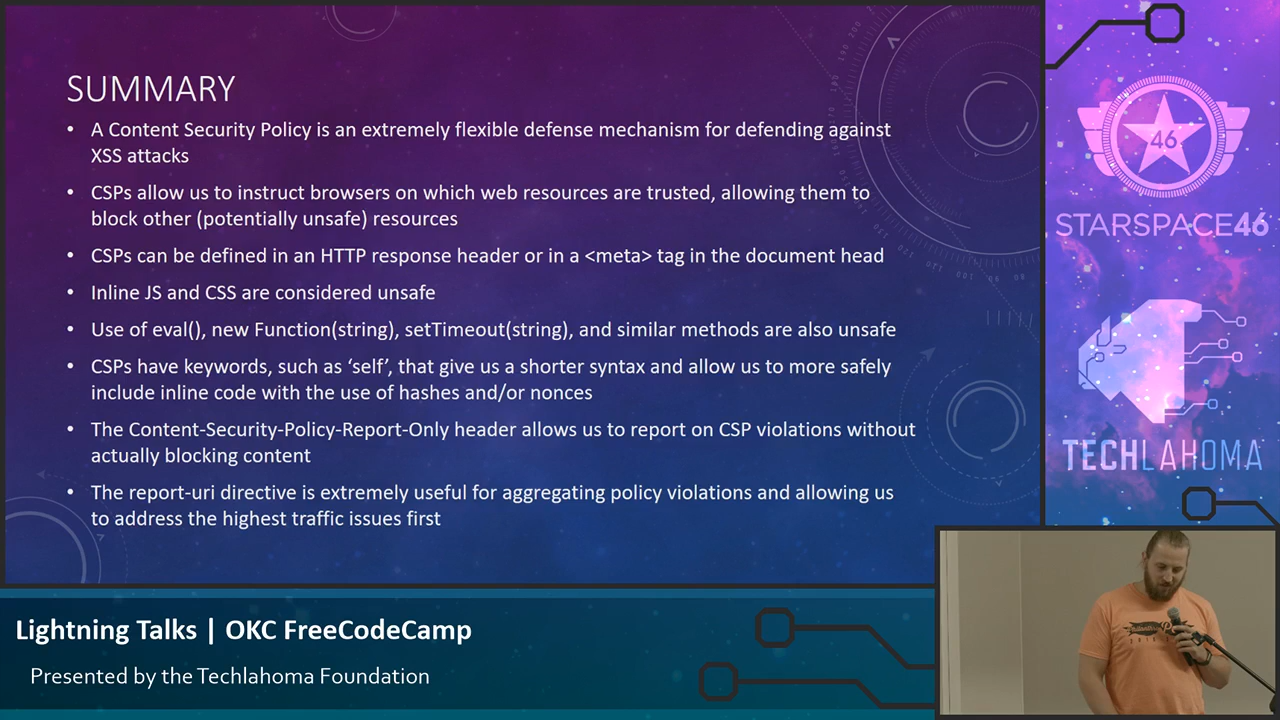 SUMMARY
• A Content Security Policy is an extremely flexible defense mechanism for defending against
XSS attacks
• CSPs allow us to instruct browsers on which web resources are trusted, allowing them to
block other (potentially unsafe) resources
• CSPs can be defined in an HTTP response header or in a <meta> tag in the document head
• Inline JS and CSS are considered unsafe
• Use of eval(), new Function(string), setTimeout(string), and similar methods are also unsafe
• CSPs have keywords, such as ‘self’, that give us a shorter syntax and allow us to more safely
include inline code with the use of hashes and/or nonces
• The Content-Security-Policy-Report-Only header allows us to report on CSP violations without
actually blocking content
• The report-uri directive is extremely useful for aggregating policy violations and allowing us
to address the highest traffic issues first
46
STARSPACE46
TECHLAHOMA
Lightning Talks | OKC FreeCodeCamp
Presented by the Techlahoma Foundation